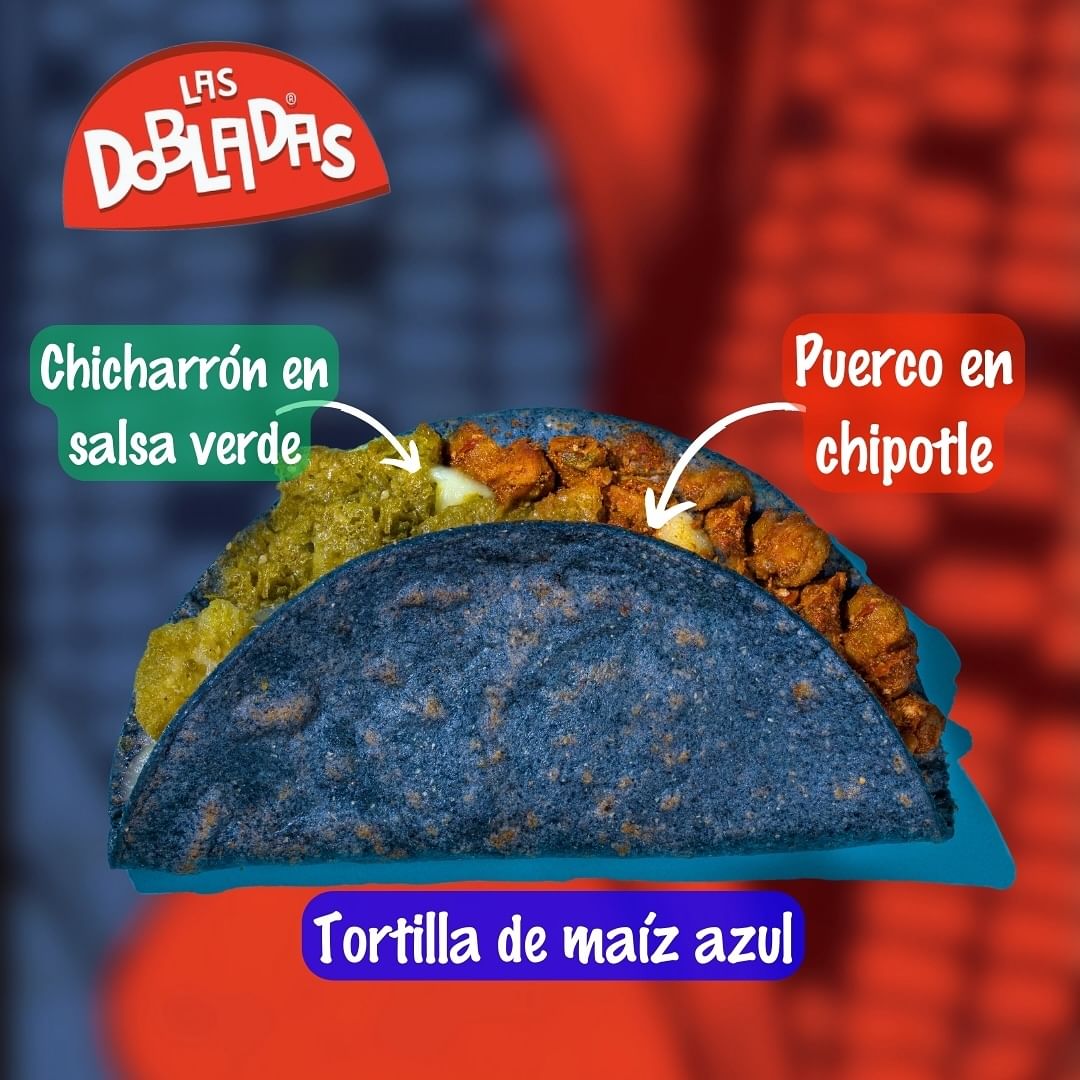 LAS
DOBLADAS®
Chicharrón en
salsa verde
Puerco en
chipotle
Tortilla de maíz azul